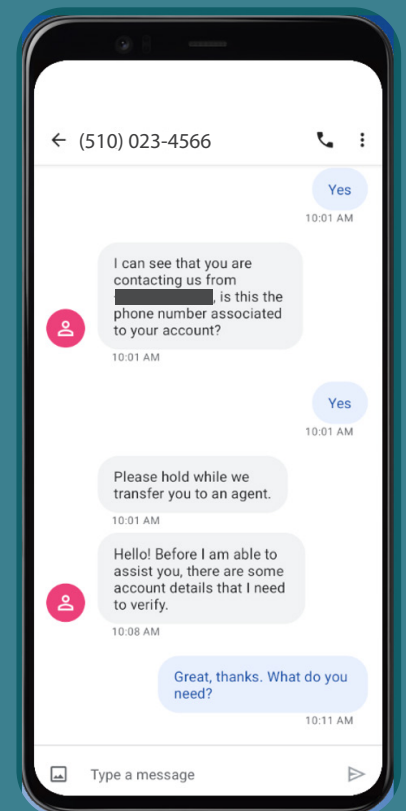 (510) 023-4566
Yes
10:01 AM
I can see that you are
contacting us from
, is this the
phone number associated
to your account?
10:01 AM
Yes
10:01 AM
Please hold while we
transfer you to an agent.
10:01 AM
Hello! Before I am able to
assist you, there are some
account details that I need
to verify.
10:08 AM
Great, thanks. What do you
need?
10:11 AM
Type a message